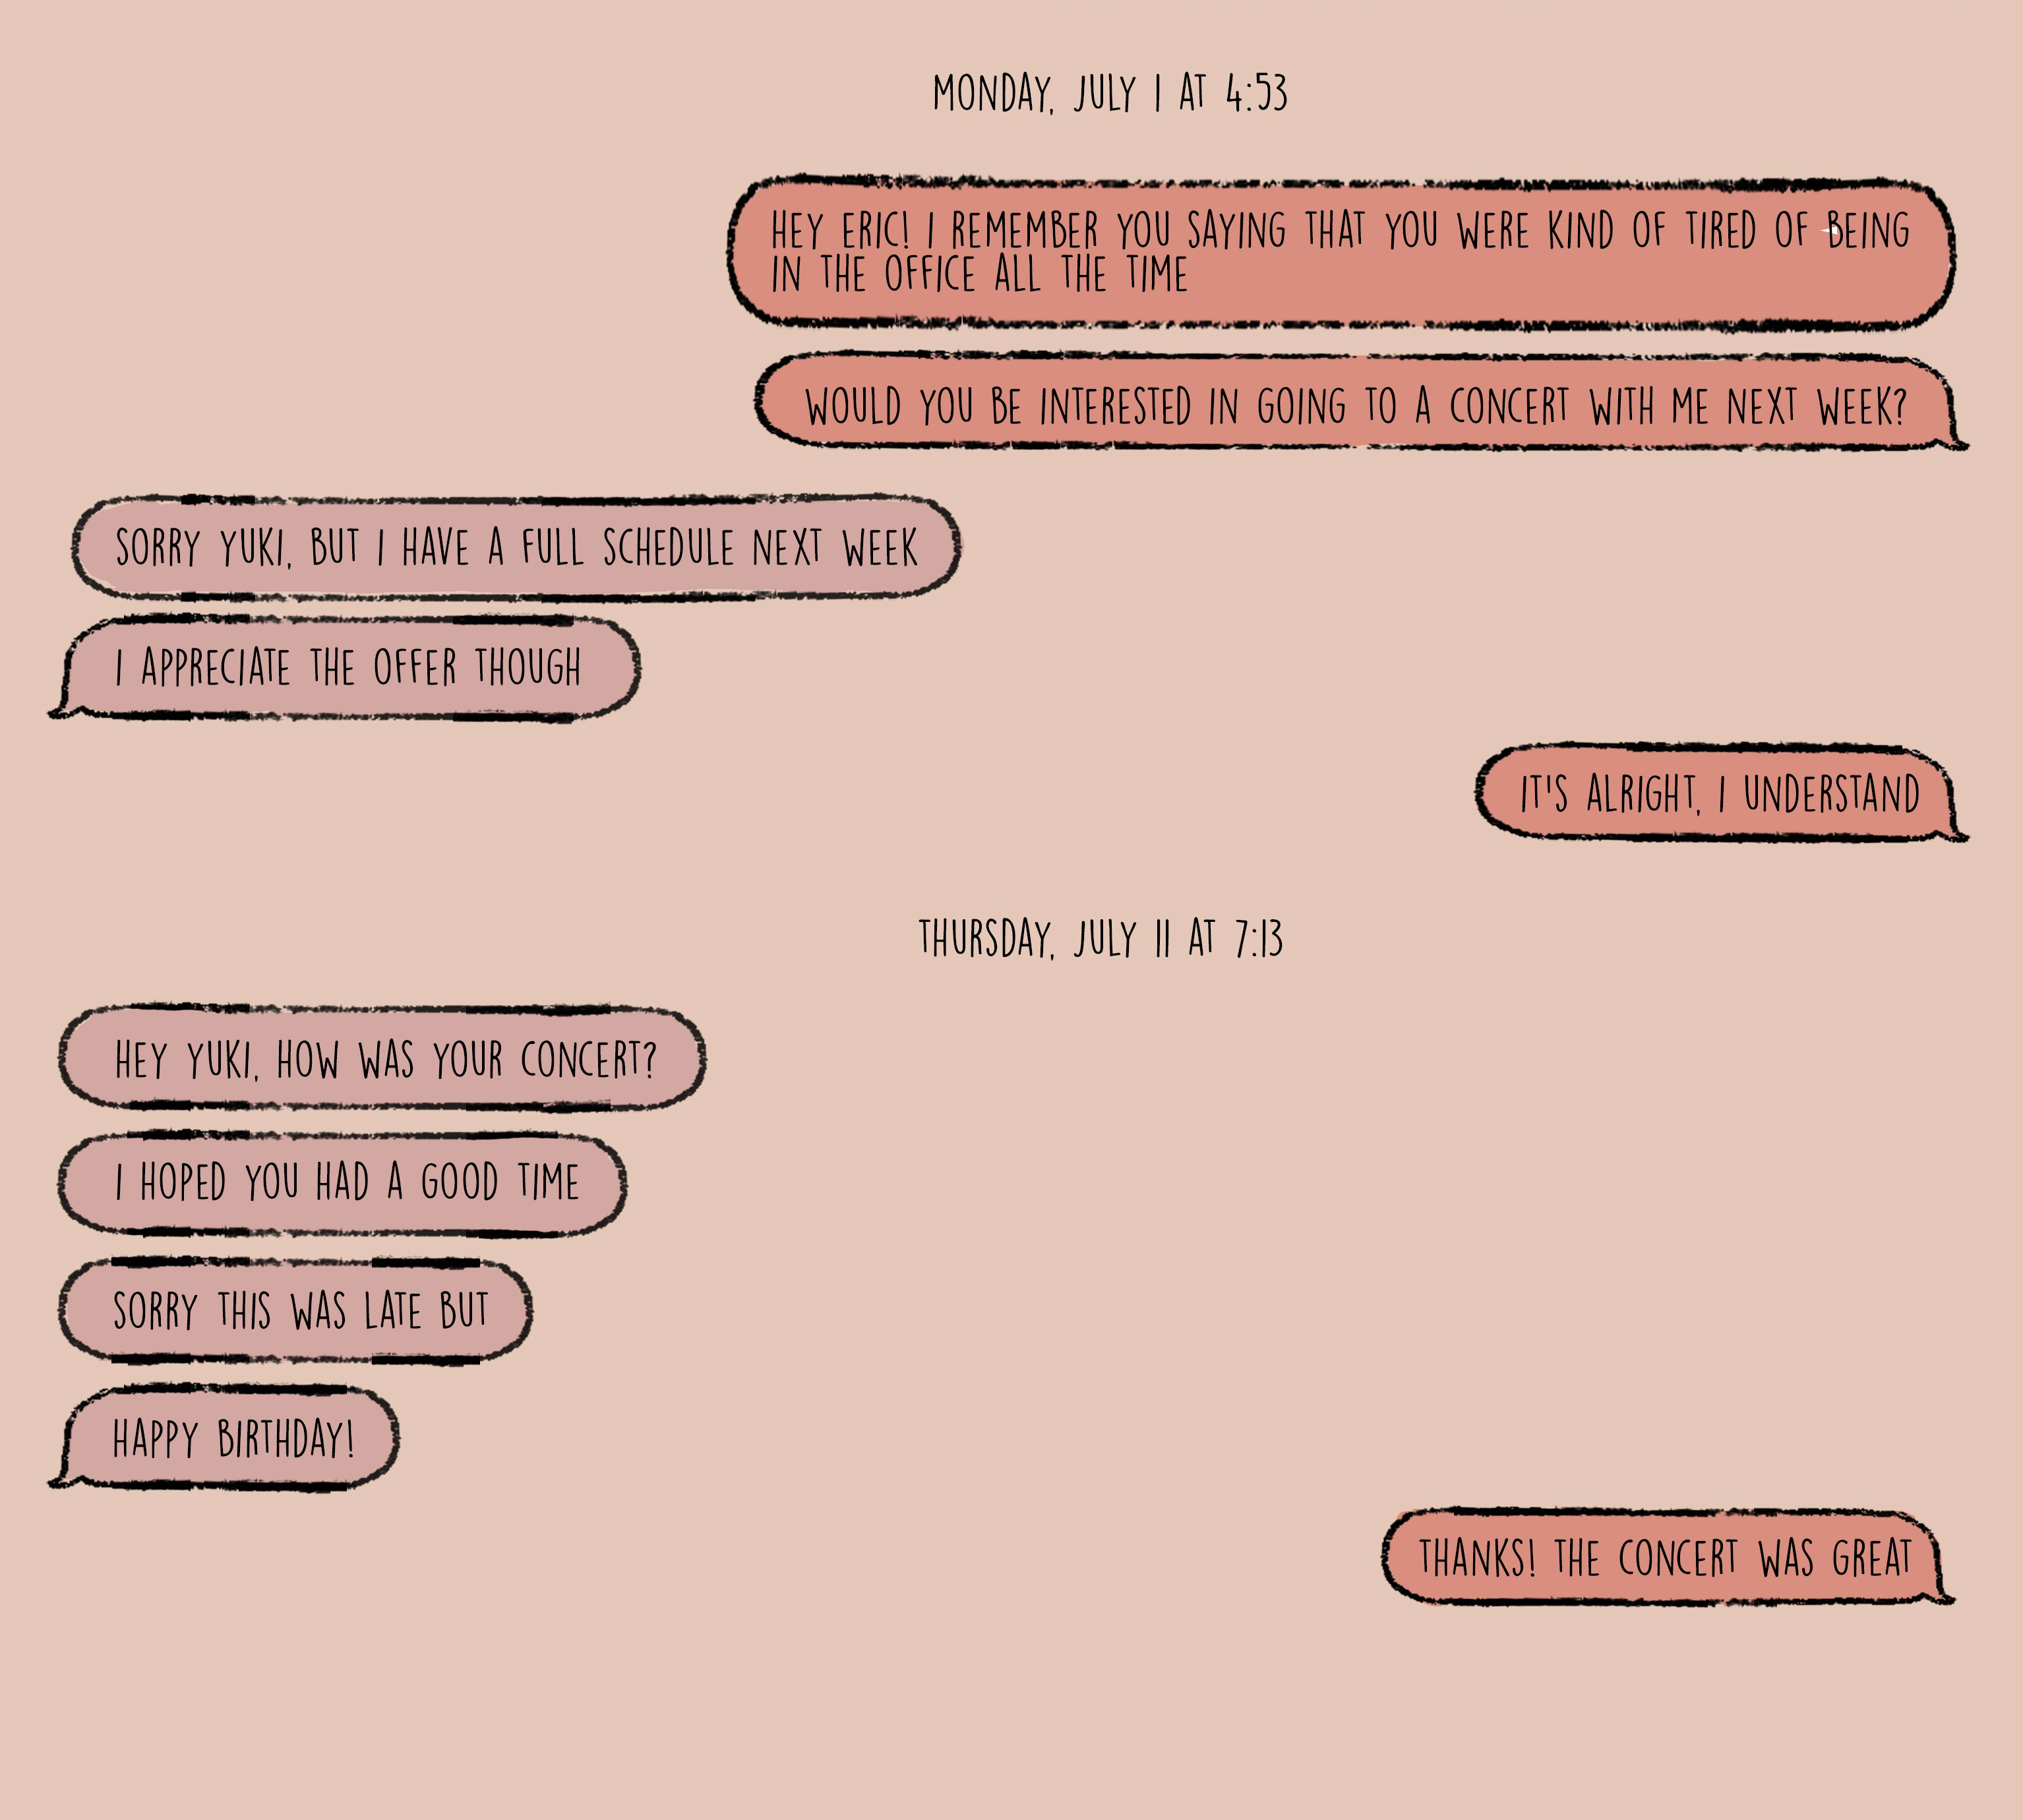 MONDAY, JULY 1 AT 4:53
HEY ERIC! I REMEMBER YOU SAYING THAT YOU WERE KIND OF TIRED OF BEING
IN THE OFFICE ALL THE TIME
WOULD YOU BE INTERESTED IN GOING TO A CONCERT WITH ME NEXT WEEK?
SORRY YUKI, BUT I HAVE A FULL SCHEDULE NEXT WEEK
I APPRECIATE THE OFFER THOUGH
IT'S ALRIGHT, I UNDERSTAND
THURSDAY, JULY 11 AT 7:13
HEY YUKI, HOW WAS YOUR CONCERT?
I HOPED YOU HAD A GOOD TIME
SORRY THIS WAS LATE BUT
HAPPY BIRTHDAY!
THANKS! THE CONCERT WAS GREAT